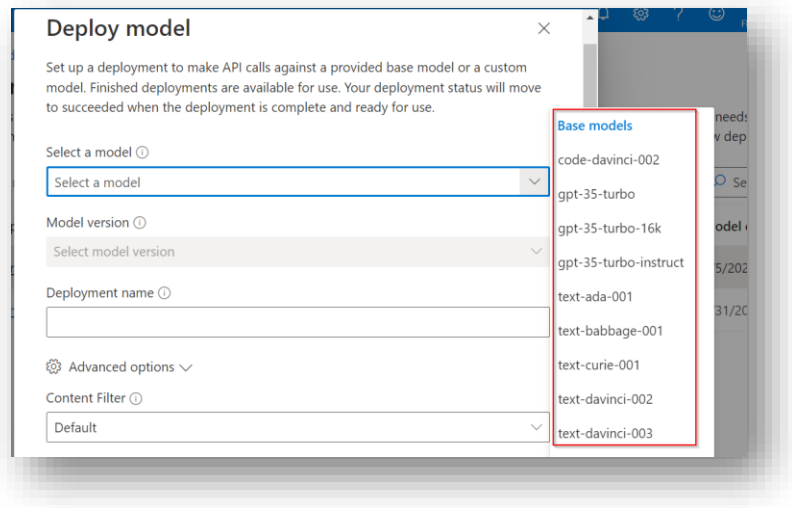 Deploy model
Set up a deployment to make API calls against a provided base model or a custom
model. Finished deployments are available for use. Your deployment status will move
to succeeded when the deployment is complete and ready for use.
Select a model
Select a model
Model version
Select model version
Deployment name
Advanced options
Content Filter
Default
Base models
code-davinci-002
gpt-35-turbo
gpt-35-turbo-16k
gpt-35-turbo-instruct
text-ada-001
text-babbage-001
text-curie-001
text-davinci-002
text-davinci-003
needs